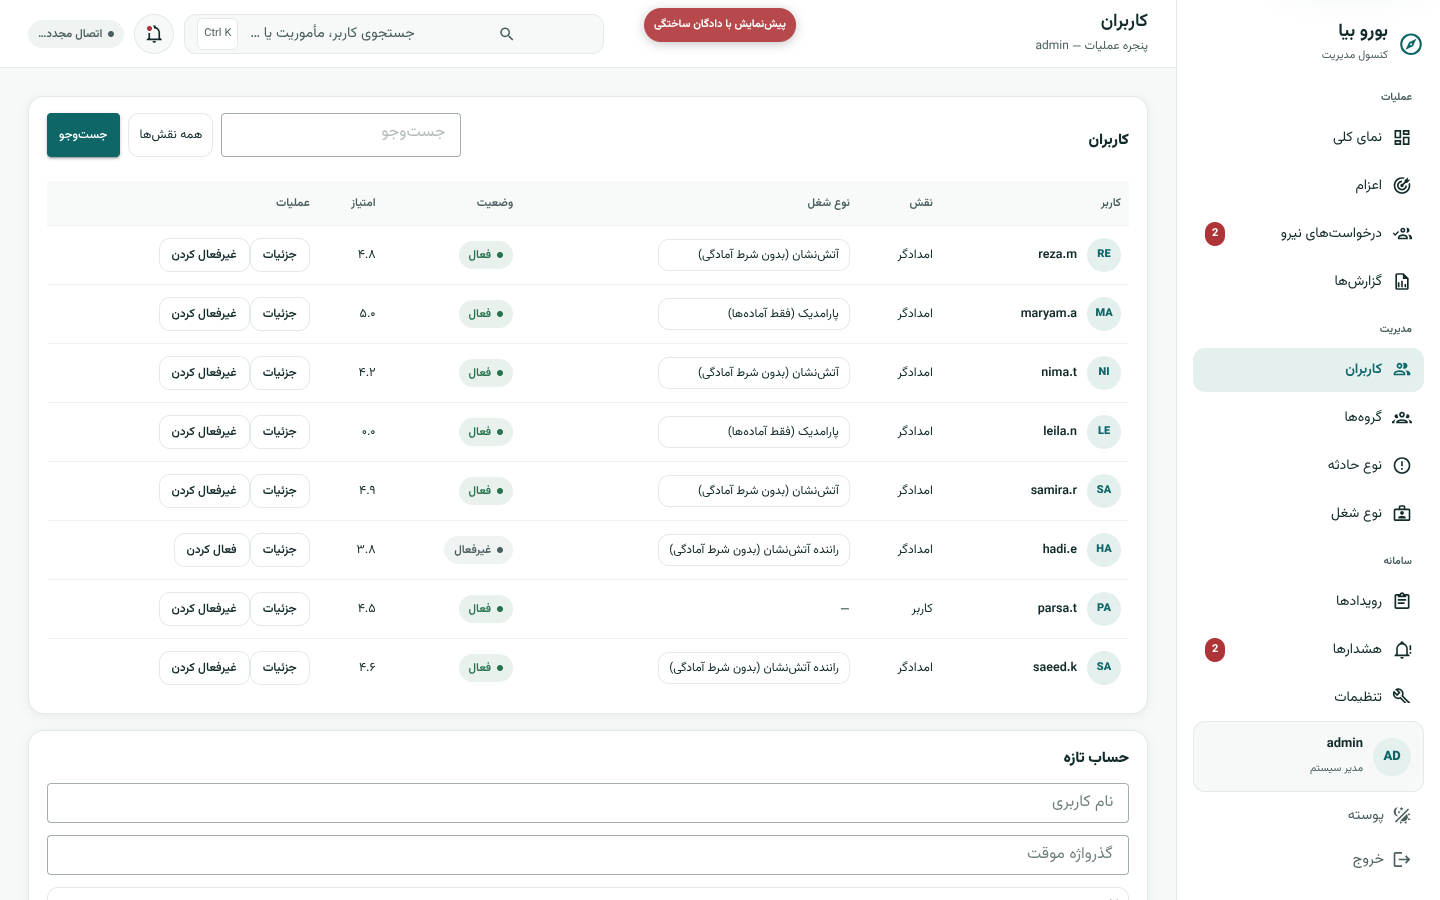 بورو بیا
کنسول مدیریت
عملیات
نمای کلی
اعزام
درخواست‌های نیرو
2
گزارش‌ها
مدیریت
کاربران
گروه‌ها
نوع حادثه
نوع شغل
سامانه
رویدادها
هشدارها
2
تنظیمات
AD
admin
مدیر سیستم
پوسته
خروج
کاربران
پنجره عملیات — admin
پیش‌نمایش با دادگان ساختگی
جستجوی کاربر، مأموریت یا ...
Ctrl K
اتصال مجدد...
کاربران
جست‌وجو
همه نقش‌ها
جست‌وجو
کاربر نقش نوع شغل وضعیت امتیاز عملیات
RE reza.m امدادگر آتش‌نشان (بدون شرط آمادگی) فعال ۴.۸ جزئیات غیرفعال کردن
MA maryam.a امدادگر پارامدیک (فقط آماده‌ها) فعال ۵.۰ جزئیات غیرفعال کردن
NI nima.t امدادگر آتش‌نشان (بدون شرط آمادگی) فعال ۴.۲ جزئیات غیرفعال کردن
LE leila.n امدادگر پارامدیک (فقط آماده‌ها) فعال ۰.۰ جزئیات غیرفعال کردن
SA samira.r امدادگر آتش‌نشان (بدون شرط آمادگی) فعال ۴.۹ جزئیات غیرفعال کردن
HA hadi.e امدادگر راننده آتش‌نشان (بدون شرط آمادگی) غیرفعال ۳.۸ جزئیات فعال کردن
PA parsa.t کاربر — فعال ۴.۵ جزئیات غیرفعال کردن
SA saeed.k امدادگر راننده آتش‌نشان (بدون شرط آمادگی) فعال ۴.۶ جزئیات غیرفعال کردن
حساب تازه
نام کاربری
گذرواژه موقت